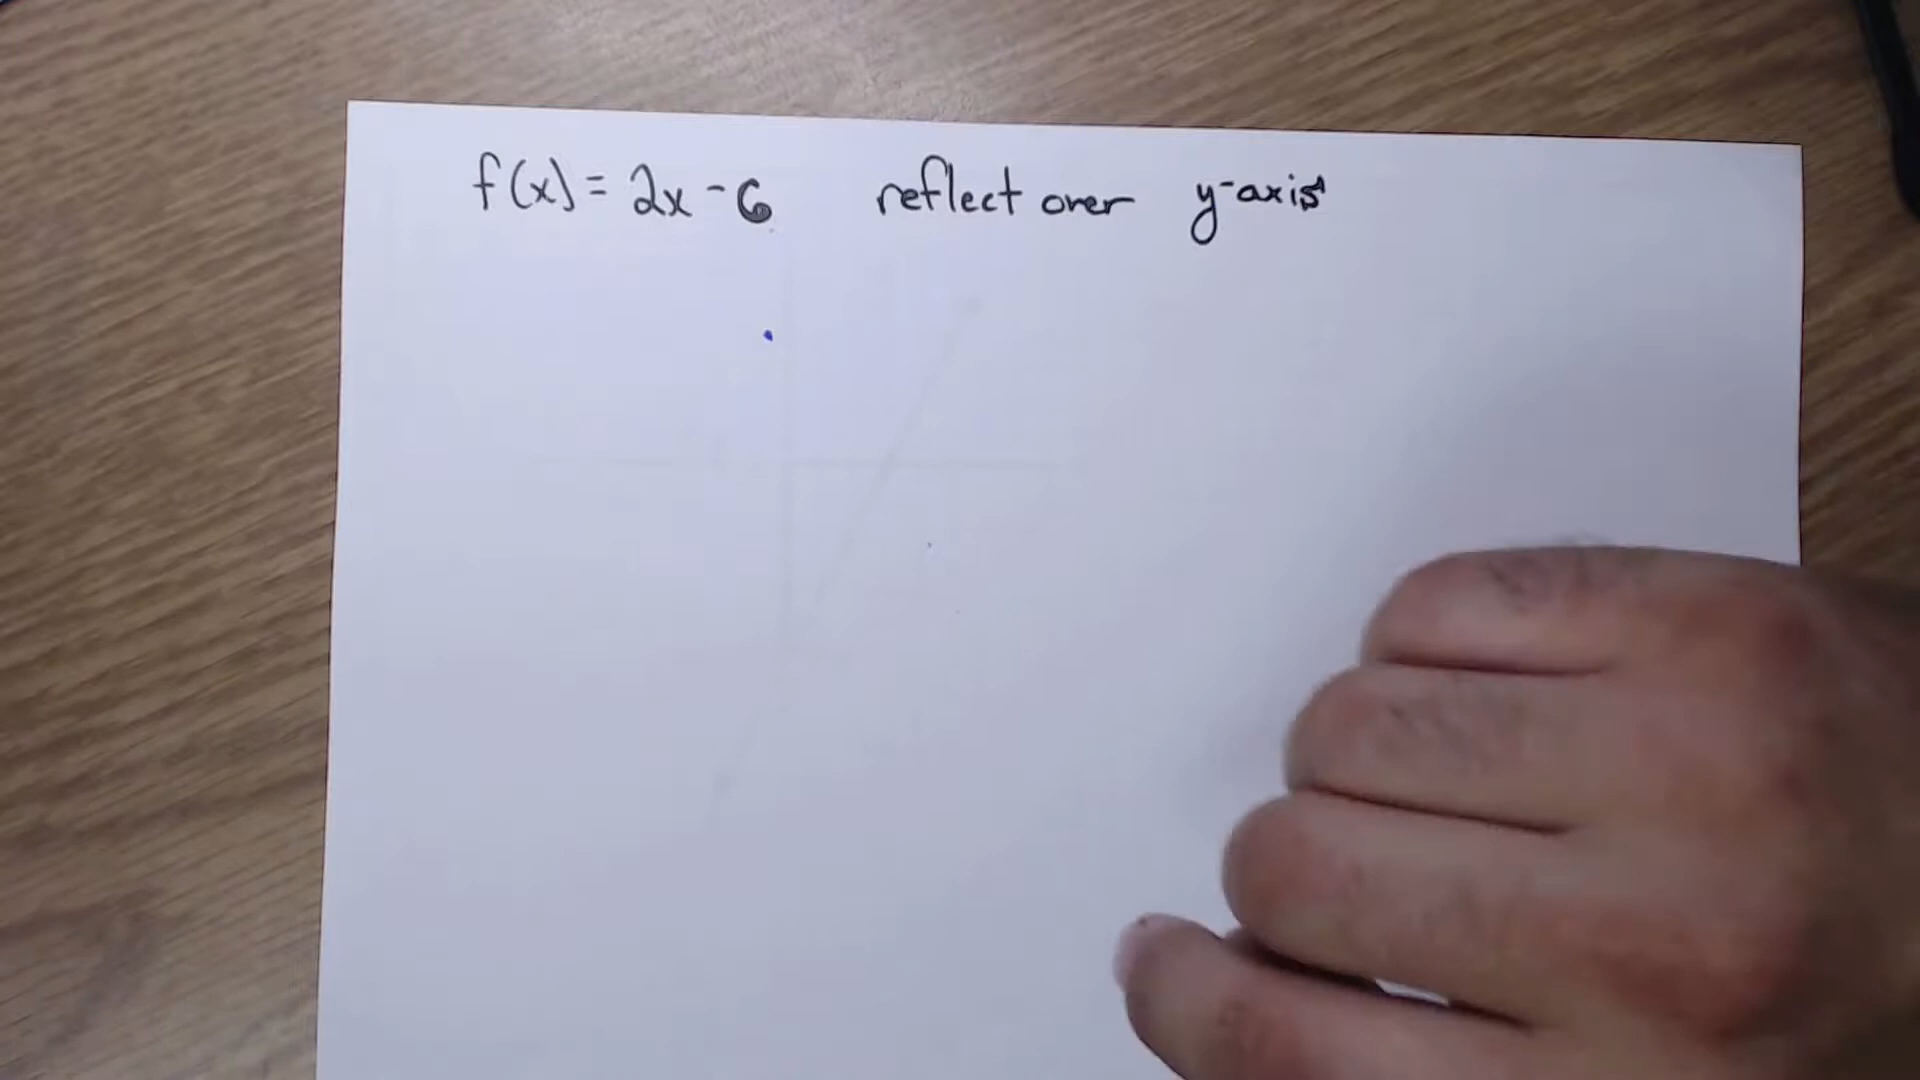 f(x) = 2x - 6 reflect over y-axis